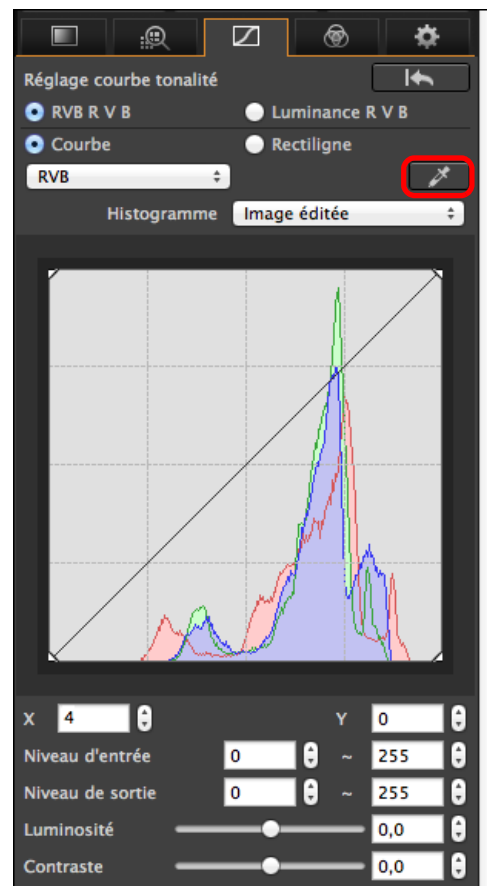 Réglage courbe tonalité
RVB R V B Luminance R V B
Courbe Rectiligne
RVB
Histogramme Image éditée
X 4 Y 0
Niveau d'entrée 0 ~ 255
Niveau de sortie 0 ~ 255
Luminosité 0,0
Contraste 0,0